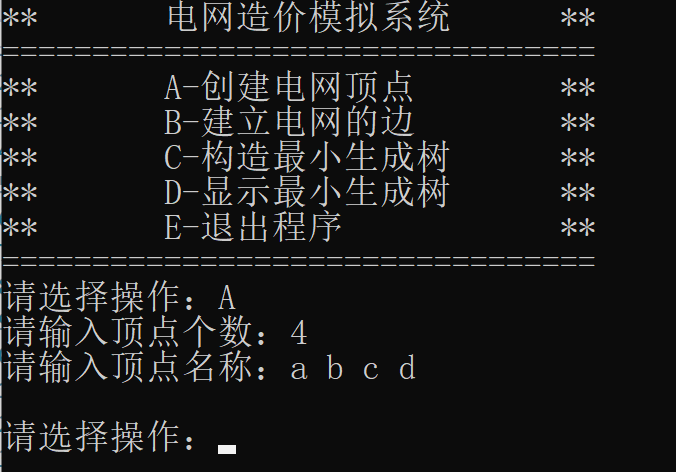 ** 电网造价模拟系统 **
=================================
** A-创建电网顶点 **
** B-建立电网的边 **
** C-构造最小生成树 **
** D-显示最小生成树 **
** E-退出程序 **
=================================
请选择操作：A
请输入顶点个数：4
请输入顶点名称：a b c d
请选择操作：